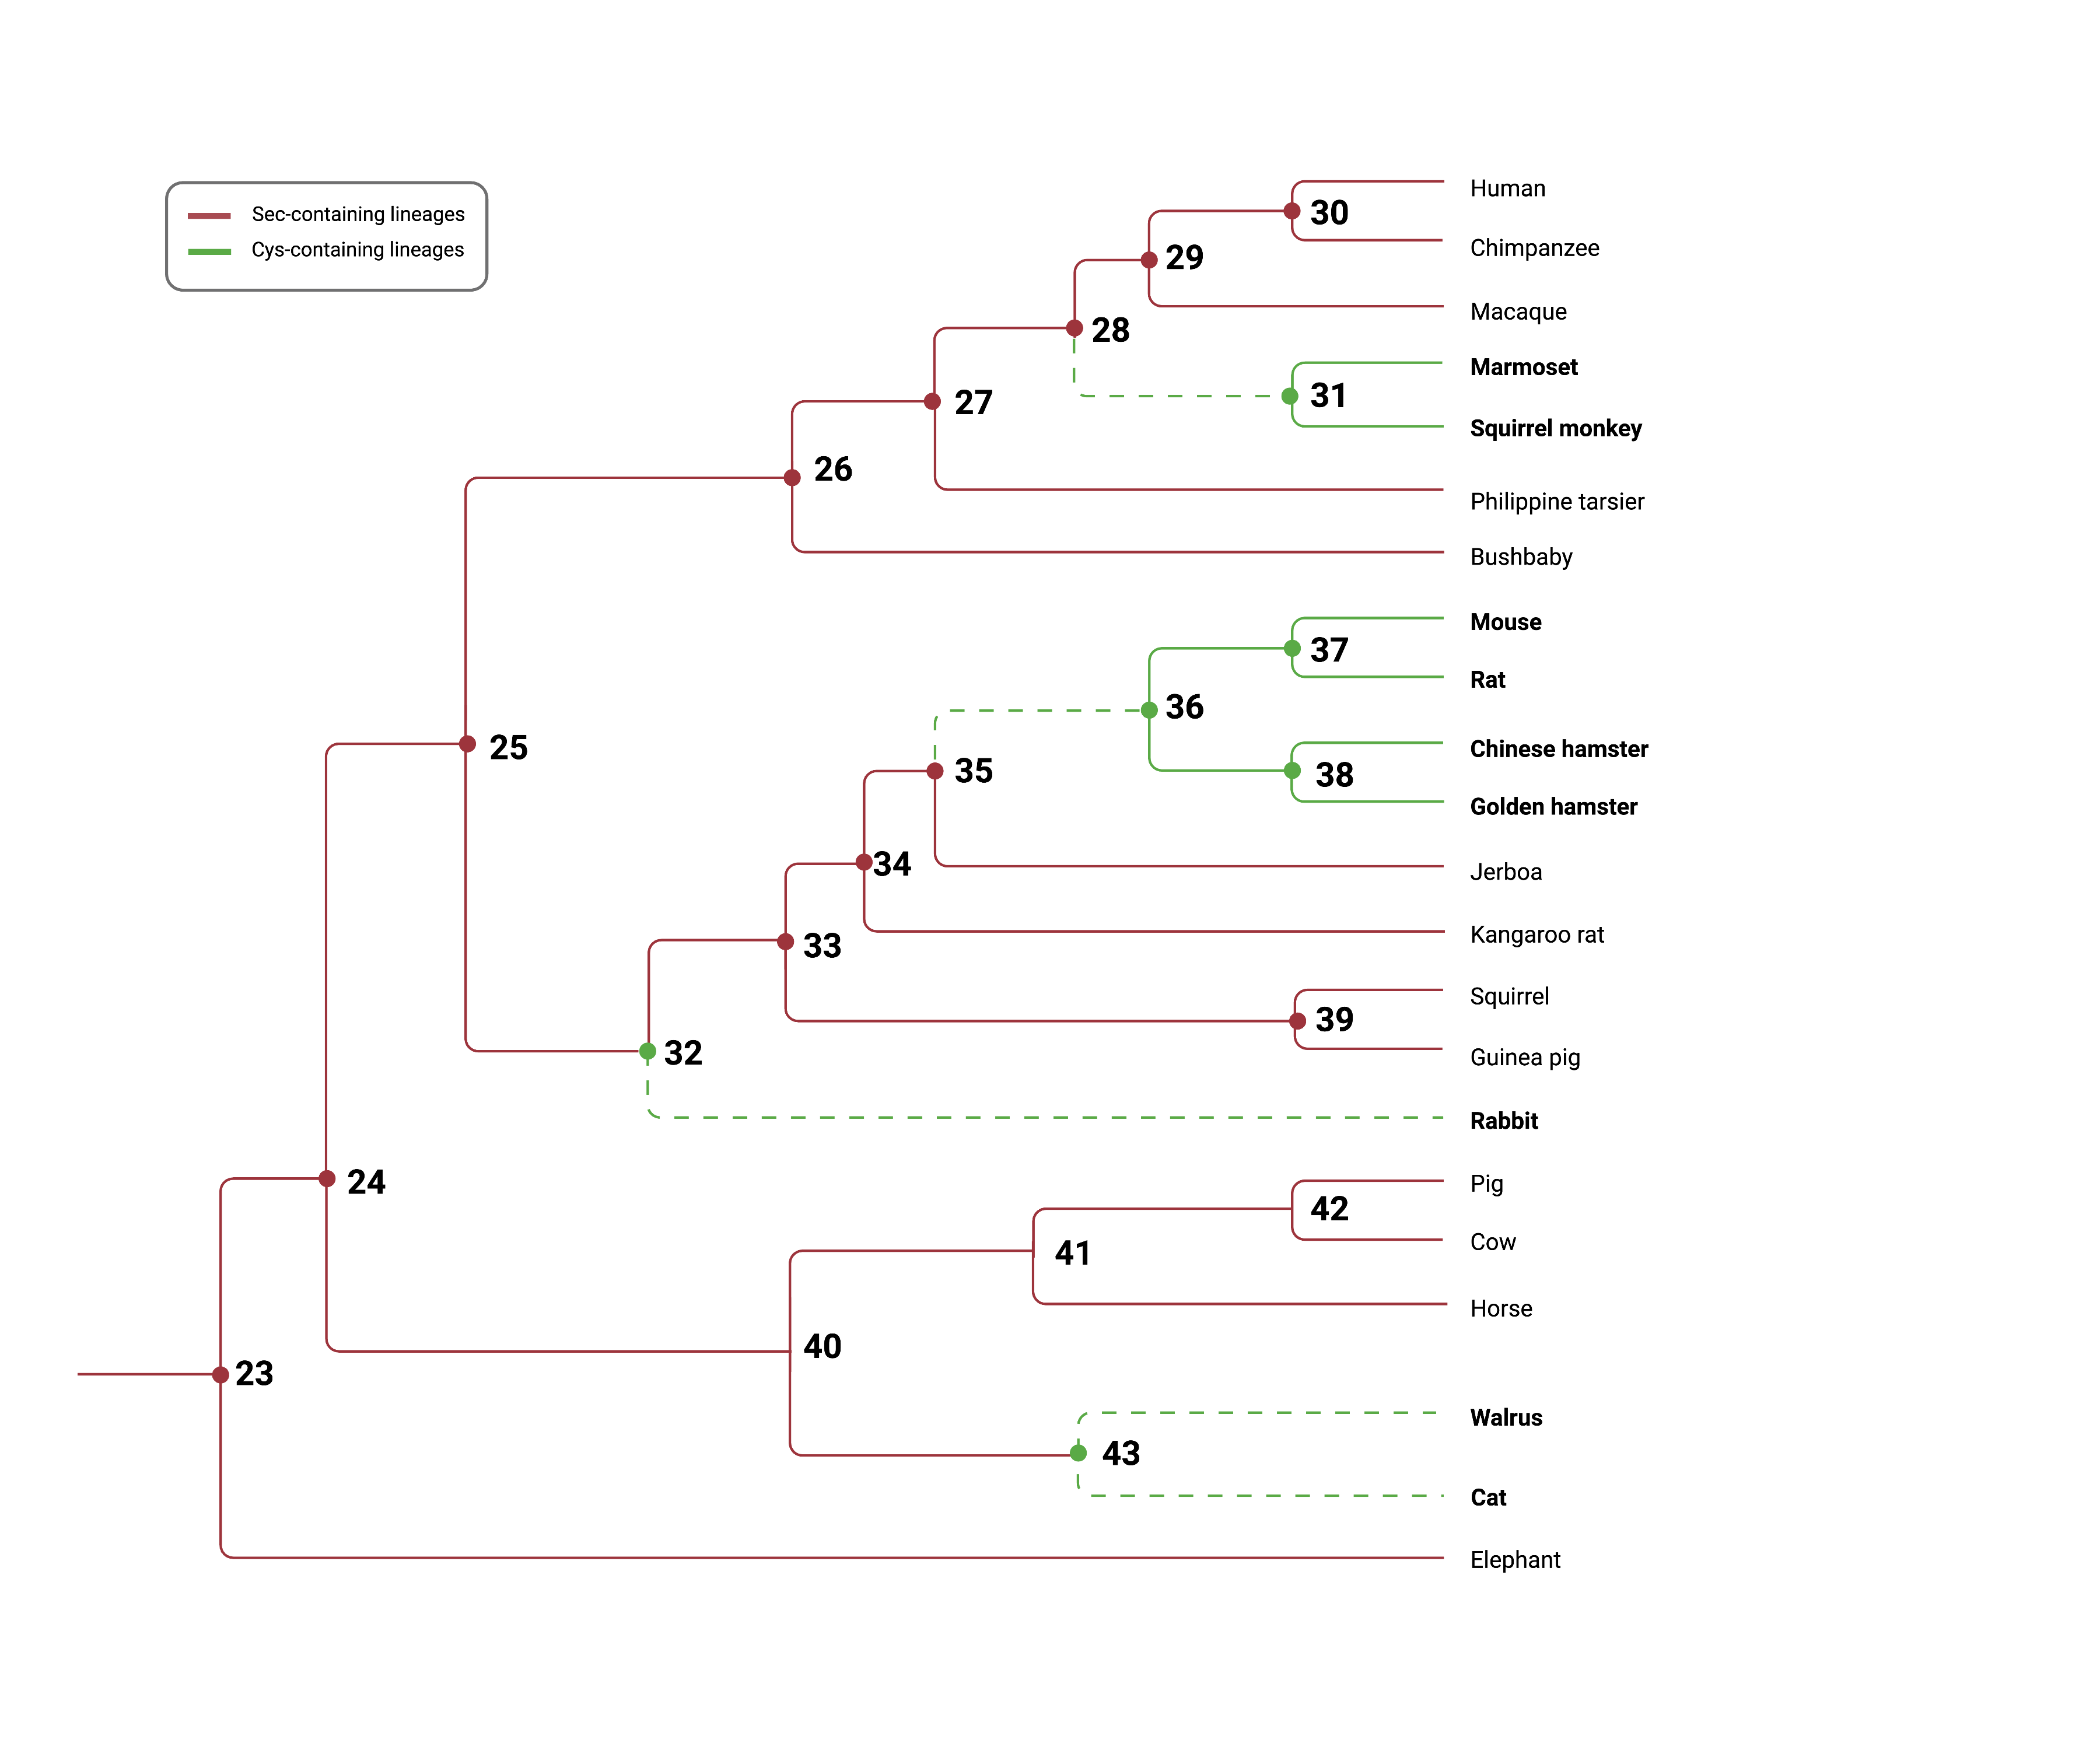 Sec-containing lineages
Cys-containing lineages
Human
30
Chimpanzee
29
Macaque
28
Marmoset
31
Squirrel monkey
27
26
Philippine tarsier
Bushbaby
Mouse
37
Rat
36
25
Chinese hamster
35
38
Golden hamster
34
Jerboa
33
Kangaroo rat
Squirrel
39
32
Guinea pig
Rabbit
24
Pig
42
Cow
41
Horse
40
23
Walrus
43
Cat
Elephant